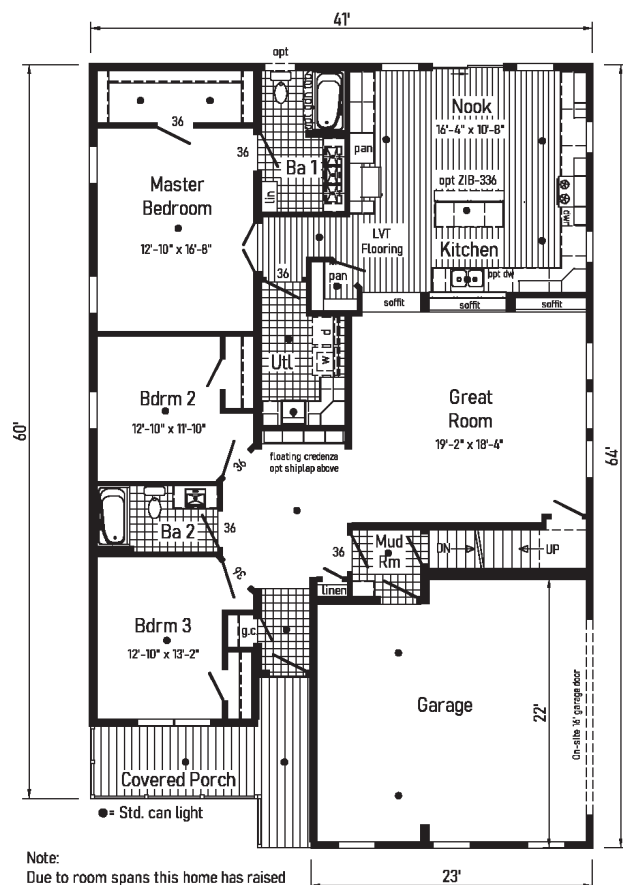 41'
opt
60'
64'
36
36
opt gdn tub
Ba 1
lin
pan
Nook
16'-4" x 10'-8"
opt ZIB-336
Kitchen
LVT
Flooring
opt dw
Master
Bedroom
12'-10" x 16'-8"
36
pan
soffit
soffit
soffit
Utl
w
d
Great
Room
19'-2" x 18'-4"
Bdrm 2
12'-10" x 11'-10"
36
floating credenza
opt shiplap above
Ba 2
36
36
Mud
Rm
DN
UP
36
linen
Bdrm 3
12'-10" x 13'-2"
g.c.
Garage
22'
On-site 16' garage door
Covered Porch
= Std. can light
Note:
Due to room spans this home has raised
23'